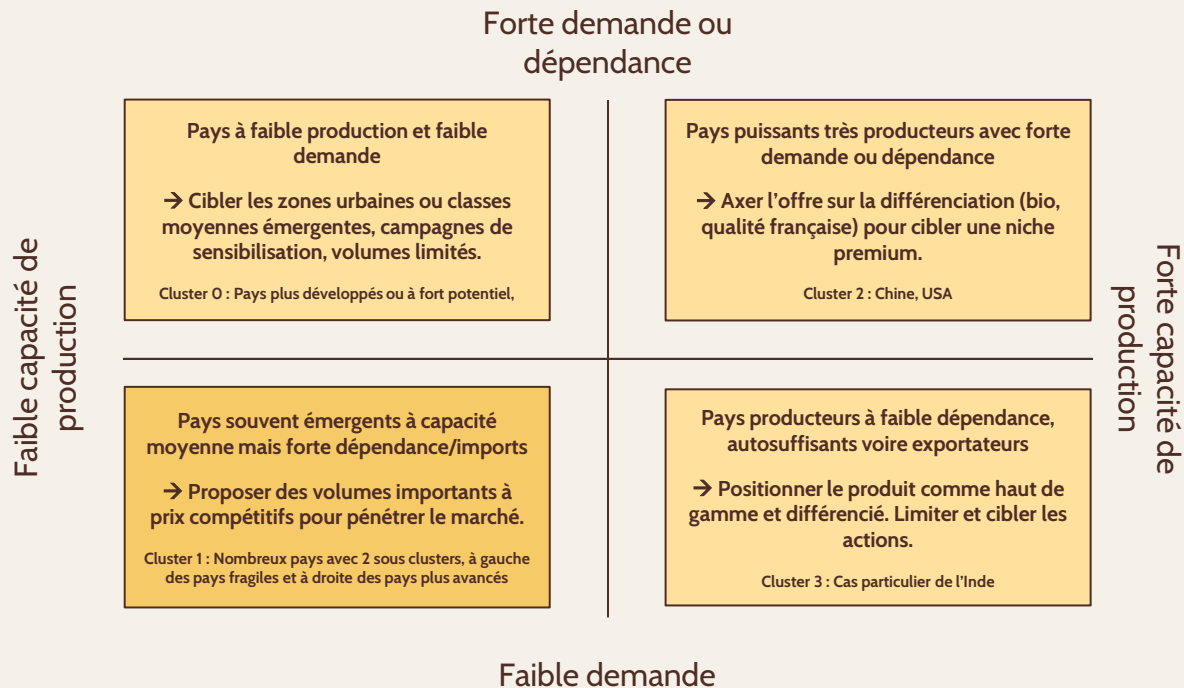 Forte demande ou
dépendance
Faible capacité de
production
Pays à faible production et faible
demande
→ Cibler les zones urbaines ou classes
moyennes émergentes, campagnes de
sensibilisation, volumes limités.
Cluster 0 : Pays plus développés ou à fort potentiel,
Pays puissants très producteurs avec forte
demande ou dépendance
→ Axer l’offre sur la différenciation (bio,
qualité française) pour cibler une niche
premium.
Cluster 2 : Chine, USA
Forte capacité de
production
Pays souvent émergents à capacité
moyenne mais forte dépendance/imports
→ Proposer des volumes importants à
prix compétitifs pour pénétrer le marché.
Cluster 1 : Nombreux pays avec 2 sous clusters, à gauche
des pays fragiles et à droite des pays plus avancés
Pays producteurs à faible dépendance,
autosuffisants voire exportateurs
→ Positionner le produit comme haut de
gamme et différencié. Limiter et cibler les
actions.
Cluster 3 : Cas particulier de l’Inde
Faible demande